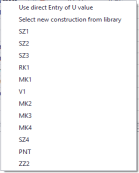 Use direct Entry of U value
Select new construction from library
SZ1
SZ2
SZ3
RK1
MK1
V1
MK2
MK3
MK4
SZ4
PNT
ZZ2